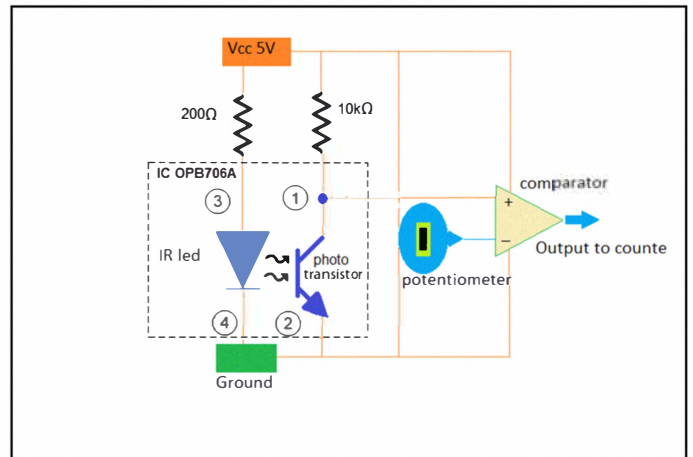 Vcc 5V
200Ω
10kΩ
IC OPB706A
3
1
comparator
+
IR led
photo
transistor
−
Output to counte
potentiometer
4
2
Ground